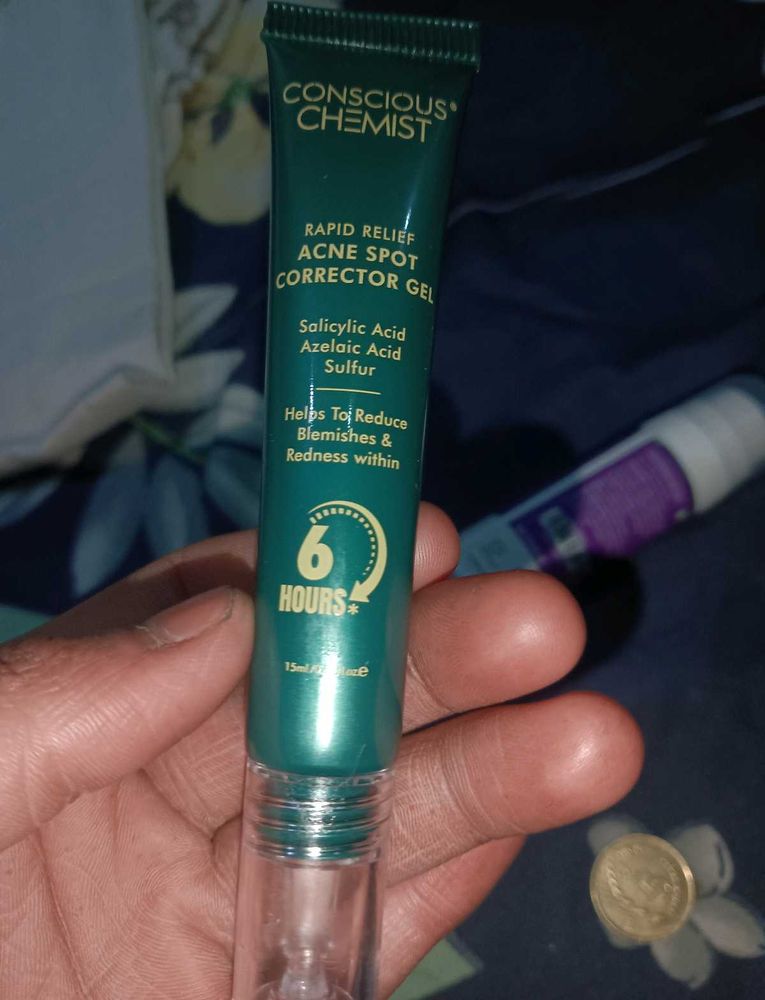 CONSCIOUS®
CHEMIST
RAPID RELIEF
ACNE SPOT
CORRECTOR GEL
Salicylic Acid
Azelaic Acid
Sulfur
Helps To Reduce
Blemishes &
Redness within
6
HOURS*
15ml